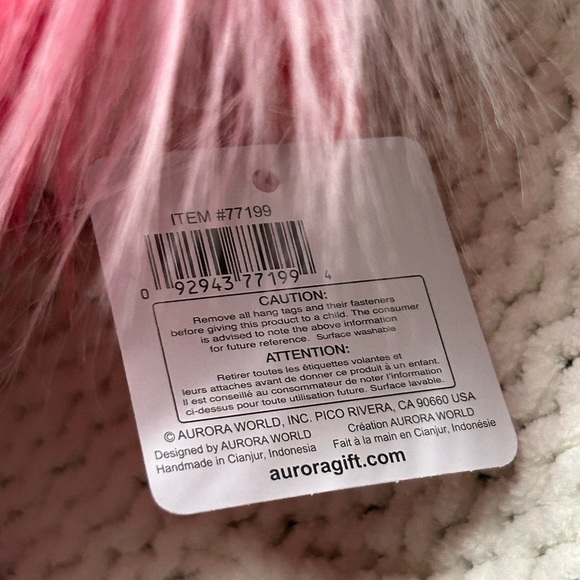 ITEM #77199
0 92943 77199 4
CAUTION:
Remove all hang tags and their fasteners
before giving this product to a child. The consumer
is advised to note the above information
for future reference. Surface washable
ATTENTION:
Retirer toutes les étiquettes volantes et
leurs attaches avant de donner ce produit à un enfant.
Il est conseillé au consommateur de noter l'information
ci-dessus pour toute utilisation future. Surface lavable.
© AURORA WORLD, INC. PICO RIVERA, CA 90660 USA
Designed by AURORA WORLD Création AURORA WORLD
Handmade in Cianjur, Indonesia Fait à la main en Cianjur, Indonésie
auroragift.com